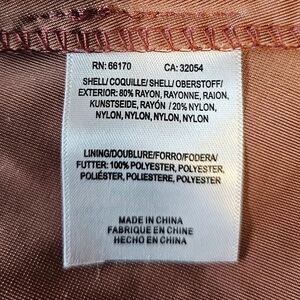 RN: 66170 CA: 32054
SHELL/COQUILLE/SHELL/OBERSTOFF/
EXTERIOR: 80% RAYON, RAYONNE, RAION,
KUNSTSEIDE, RAYÓN / 20% NYLON,
NYLON, NYLON, NYLON, NYLON
LINING/DOUBLURE/FORRO/FODERA/
FUTTER: 100% POLYESTER, POLYESTER,
POLIÉSTER, POLIESTERE, POLYESTER
MADE IN CHINA
FABRIQUE EN CHINE
HECHO EN CHINA